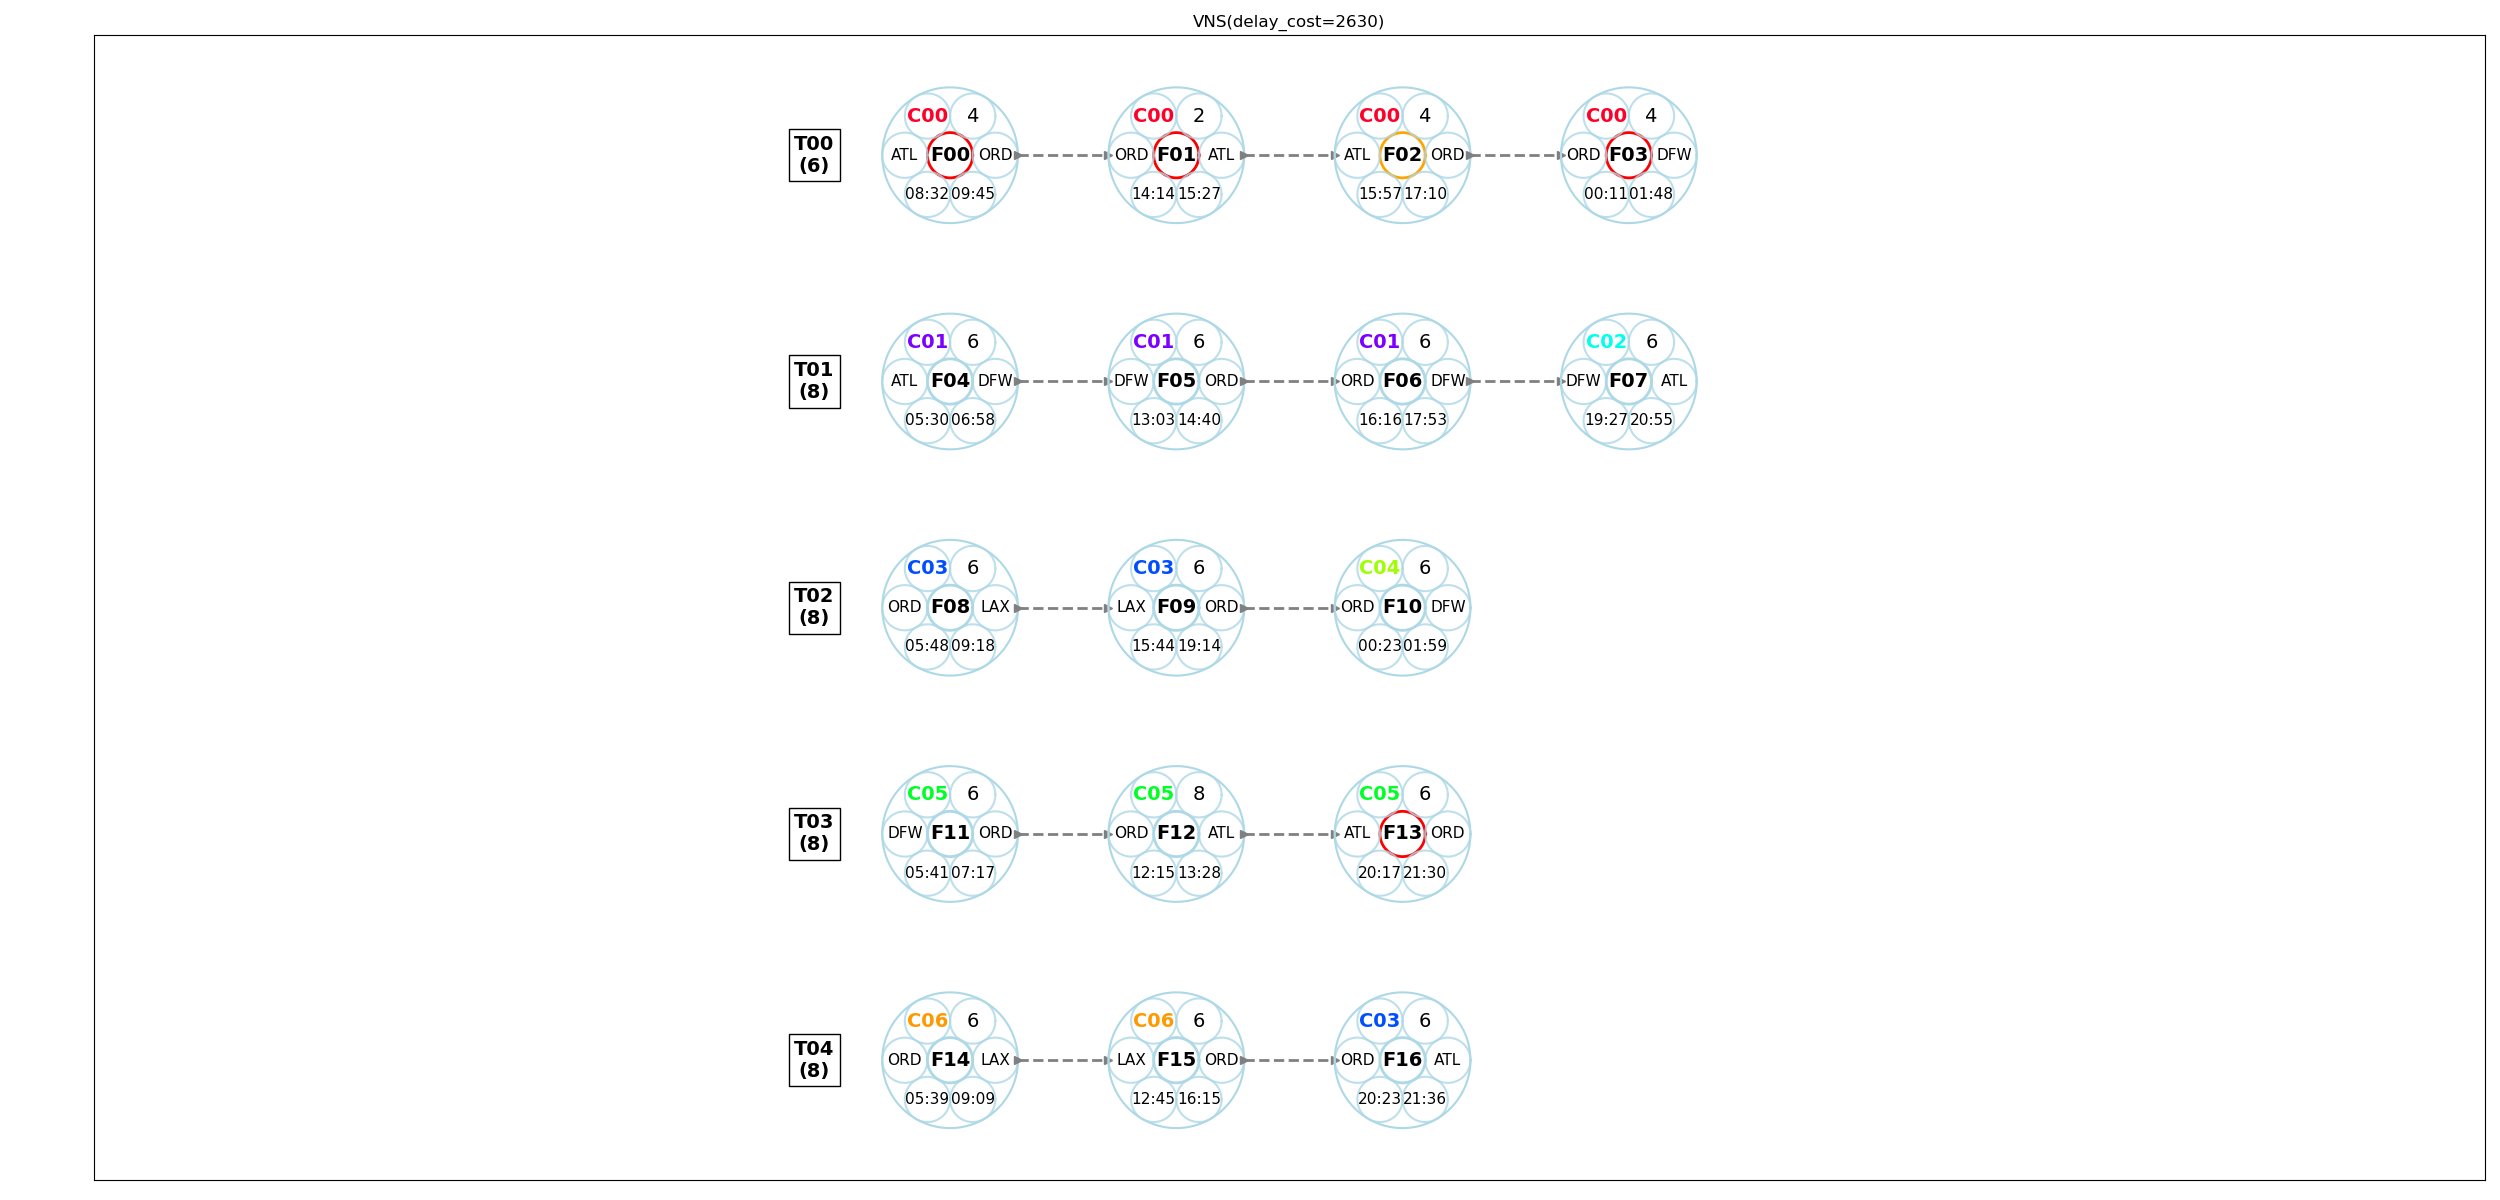 VNS(delay_cost=2630)
C00 4 C00 2 C00 4 C00 4
T00
(6)
ATL F00 ORD ORD F01 ATL ATL F02 ORD ORD F03 DFW
08:32 09:45 14:14 15:27 15:57 17:10 00:11 01:48
C01 6 C01 6 C01 6 C02 6
T01
(8)
ATL F04 DFW DFW F05 ORD ORD F06 DFW DFW F07 ATL
05:30 06:58 13:03 14:40 16:16 17:53 19:27 20:55
C03 6 C03 6 C04 6
T02
(8)
ORD F08 LAX LAX F09 ORD ORD F10 DFW
05:48 09:18 15:44 19:14 00:23 01:59
C05 6 C05 8 C05 6
T03
(8)
DFW F11 ORD ORD F12 ATL ATL F13 ORD
05:41 07:17 12:15 13:28 20:17 21:30
C06 6 C06 6 C03 6
T04
(8)
ORD F14 LAX LAX F15 ORD ORD F16 ATL
05:39 09:09 12:45 16:15 20:23 21:36